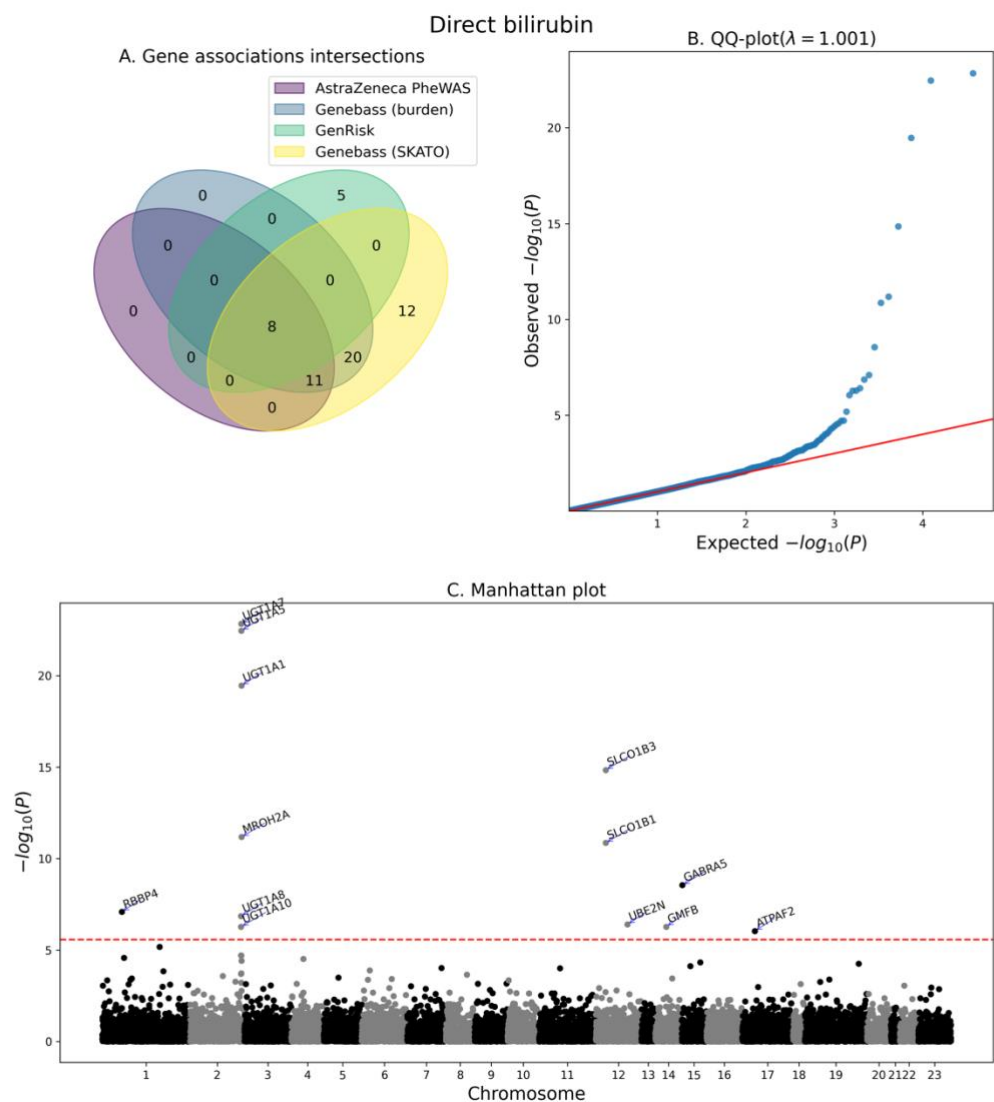 Direct bilirubin
A. Gene associations intersections
AstraZeneca PheWAS
Genebass (burden)
GenRisk
Genebass (SKATO)
0
5
0
0
0
0
0
0
12
8
0
20
0
11
0
B. QQ-plot(λ = 1.001)
Observed −log10(P)
20
15
10
5
1
2
3
4
Expected −log10(P)
C. Manhattan plot
−log10(P)
20
15
10
5
0
UGT1A7
UGT1A5
UGT1A1
SLCO1B3
MROH2A
SLCO1B1
GABRA5
RBBP4
UGT1A8
UGT1A10
UBE2N
GMFB
ATPAF2
1 2 3 4 5 6 7 8 9 10 11 12 13 14 15 16 17 18 19 20 21 22 23
Chromosome